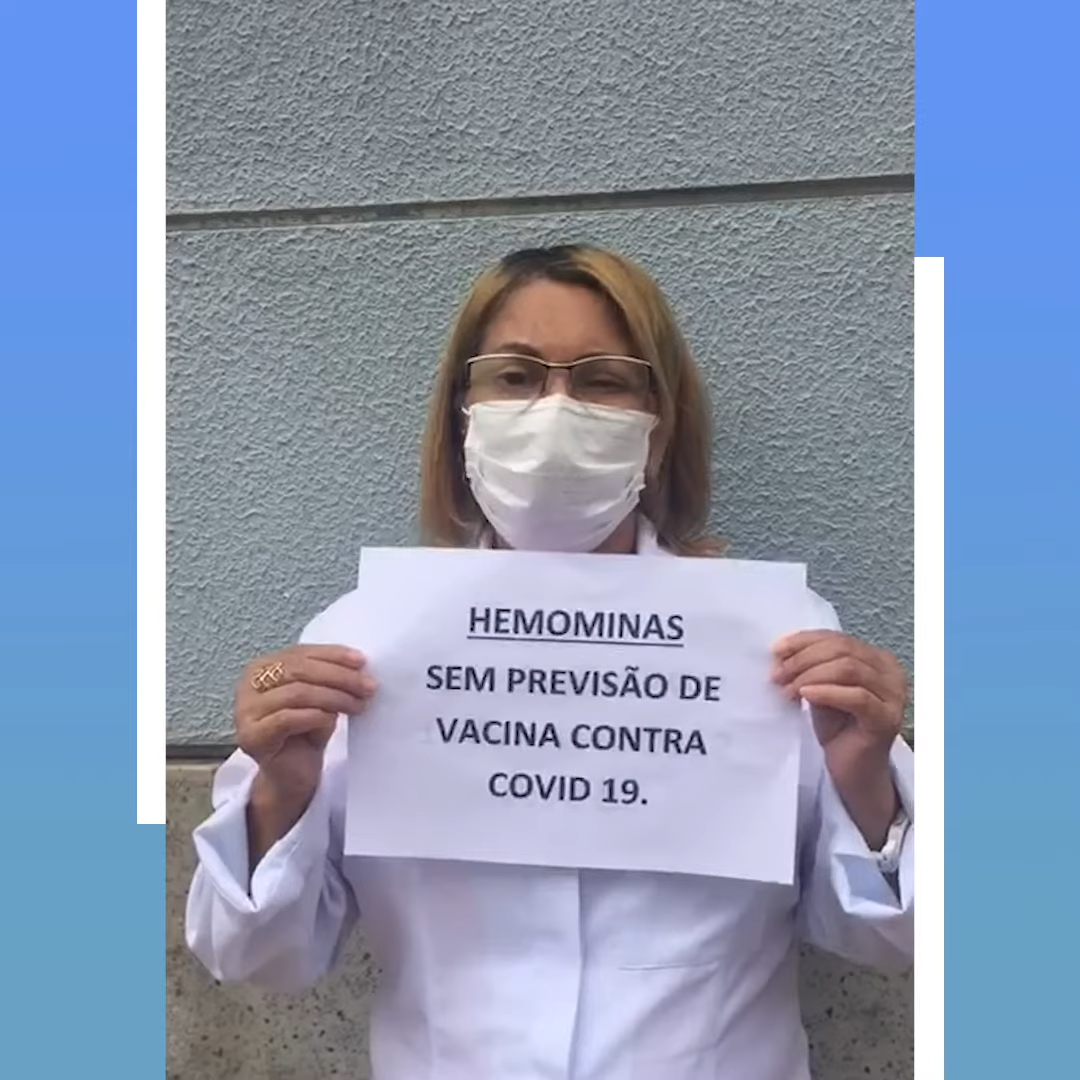 HEMOMINAS
SEM PREVISÃO DE
VACINA CONTRA
COVID 19.